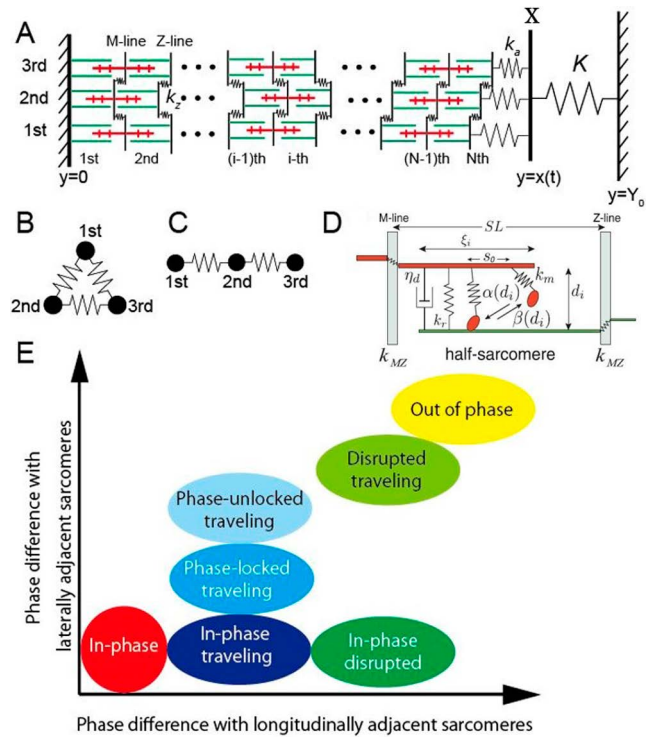 A
M-line Z-line
X
3rd
2nd
1st
k_z
k_a
K
1st 2nd (i-1)th i-th (N-1)th Nth
y=0
y=x(t)
y=Y₀
B
1st
2nd
3rd
C
1st 2nd 3rd
D
M-line
SL
Z-line
ξ_i
s₀
η_d
k_r
α(d_i)
β(d_i)
k_m
d_i
k_MZ
half-sarcomere
k_MZ
E
Phase difference with
laterally adjacent sarcomeres
Out of phase
Disrupted
traveling
Phase-unlocked
traveling
Phase-locked
traveling
In-phase
In-phase
traveling
In-phase
disrupted
Phase difference with longitudinally adjacent sarcomeres